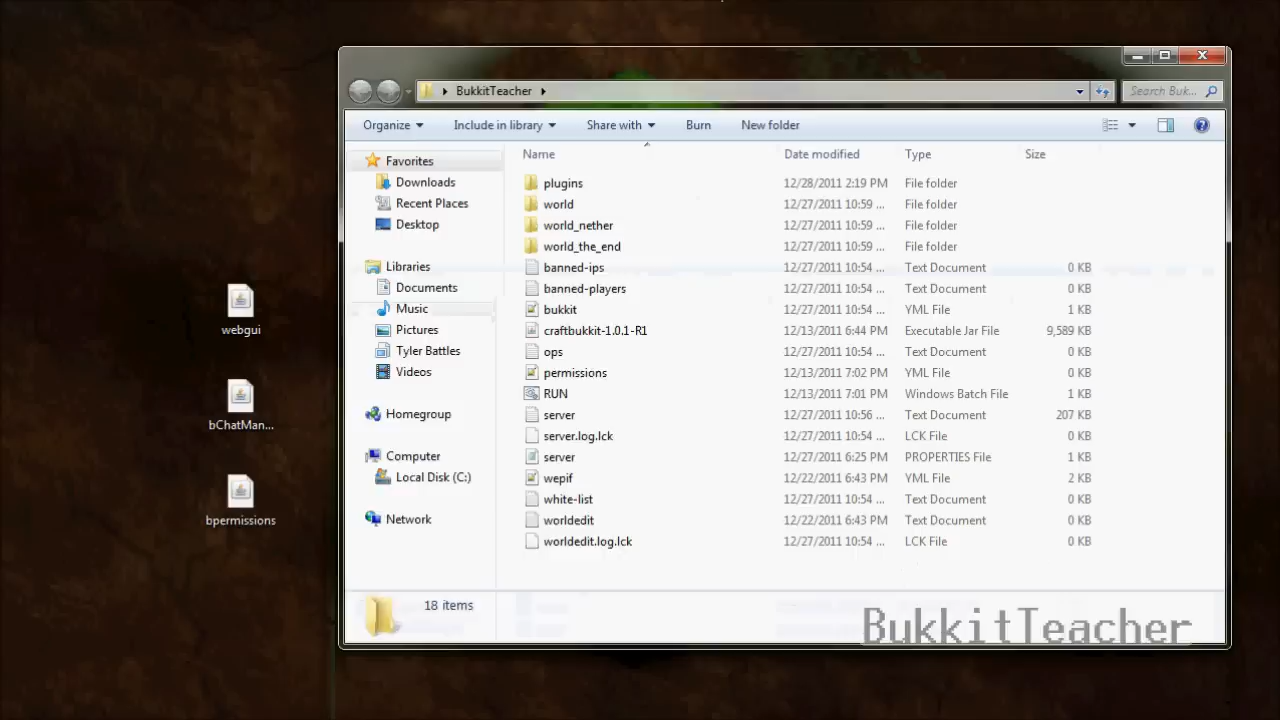 BukkitTeacher
Search Buk...
Organize
Include in library
Share with
Burn
New folder
Name Date modified Type Size
Favorites
Downloads
Recent Places
Desktop
Libraries
Documents
Music
Pictures
Tyler Battles
Videos
Homegroup
Computer
Local Disk (C:)
Network
plugins 12/28/2011 2:19 PM File folder
world 12/27/2011 10:59 ... File folder
world_nether 12/27/2011 10:59 ... File folder
world_the_end 12/27/2011 10:59 ... File folder
banned-ips 12/27/2011 10:54 ... Text Document 0 KB
banned-players 12/27/2011 10:54 ... Text Document 0 KB
bukkit 12/27/2011 10:54 ... YML File 1 KB
craftbukkit-1.0.1-R1 12/13/2011 6:44 PM Executable Jar File 9,589 KB
ops 12/27/2011 10:54 ... Text Document 0 KB
permissions 12/13/2011 7:02 PM YML File 0 KB
RUN 12/13/2011 7:01 PM Windows Batch File 1 KB
server 12/27/2011 10:56 ... Text Document 207 KB
server.log.lck 12/27/2011 10:54 ... LCK File 0 KB
server 12/27/2011 6:25 PM PROPERTIES File 1 KB
wepif 12/22/2011 6:43 PM YML File 2 KB
white-list 12/27/2011 10:54 ... Text Document 0 KB
worldedit 12/22/2011 6:43 PM Text Document 0 KB
worldedit.log.lck 12/27/2011 10:54 ... LCK File 0 KB
18 items
BukkitTeacher
webgui
bChatMan...
bpermissions